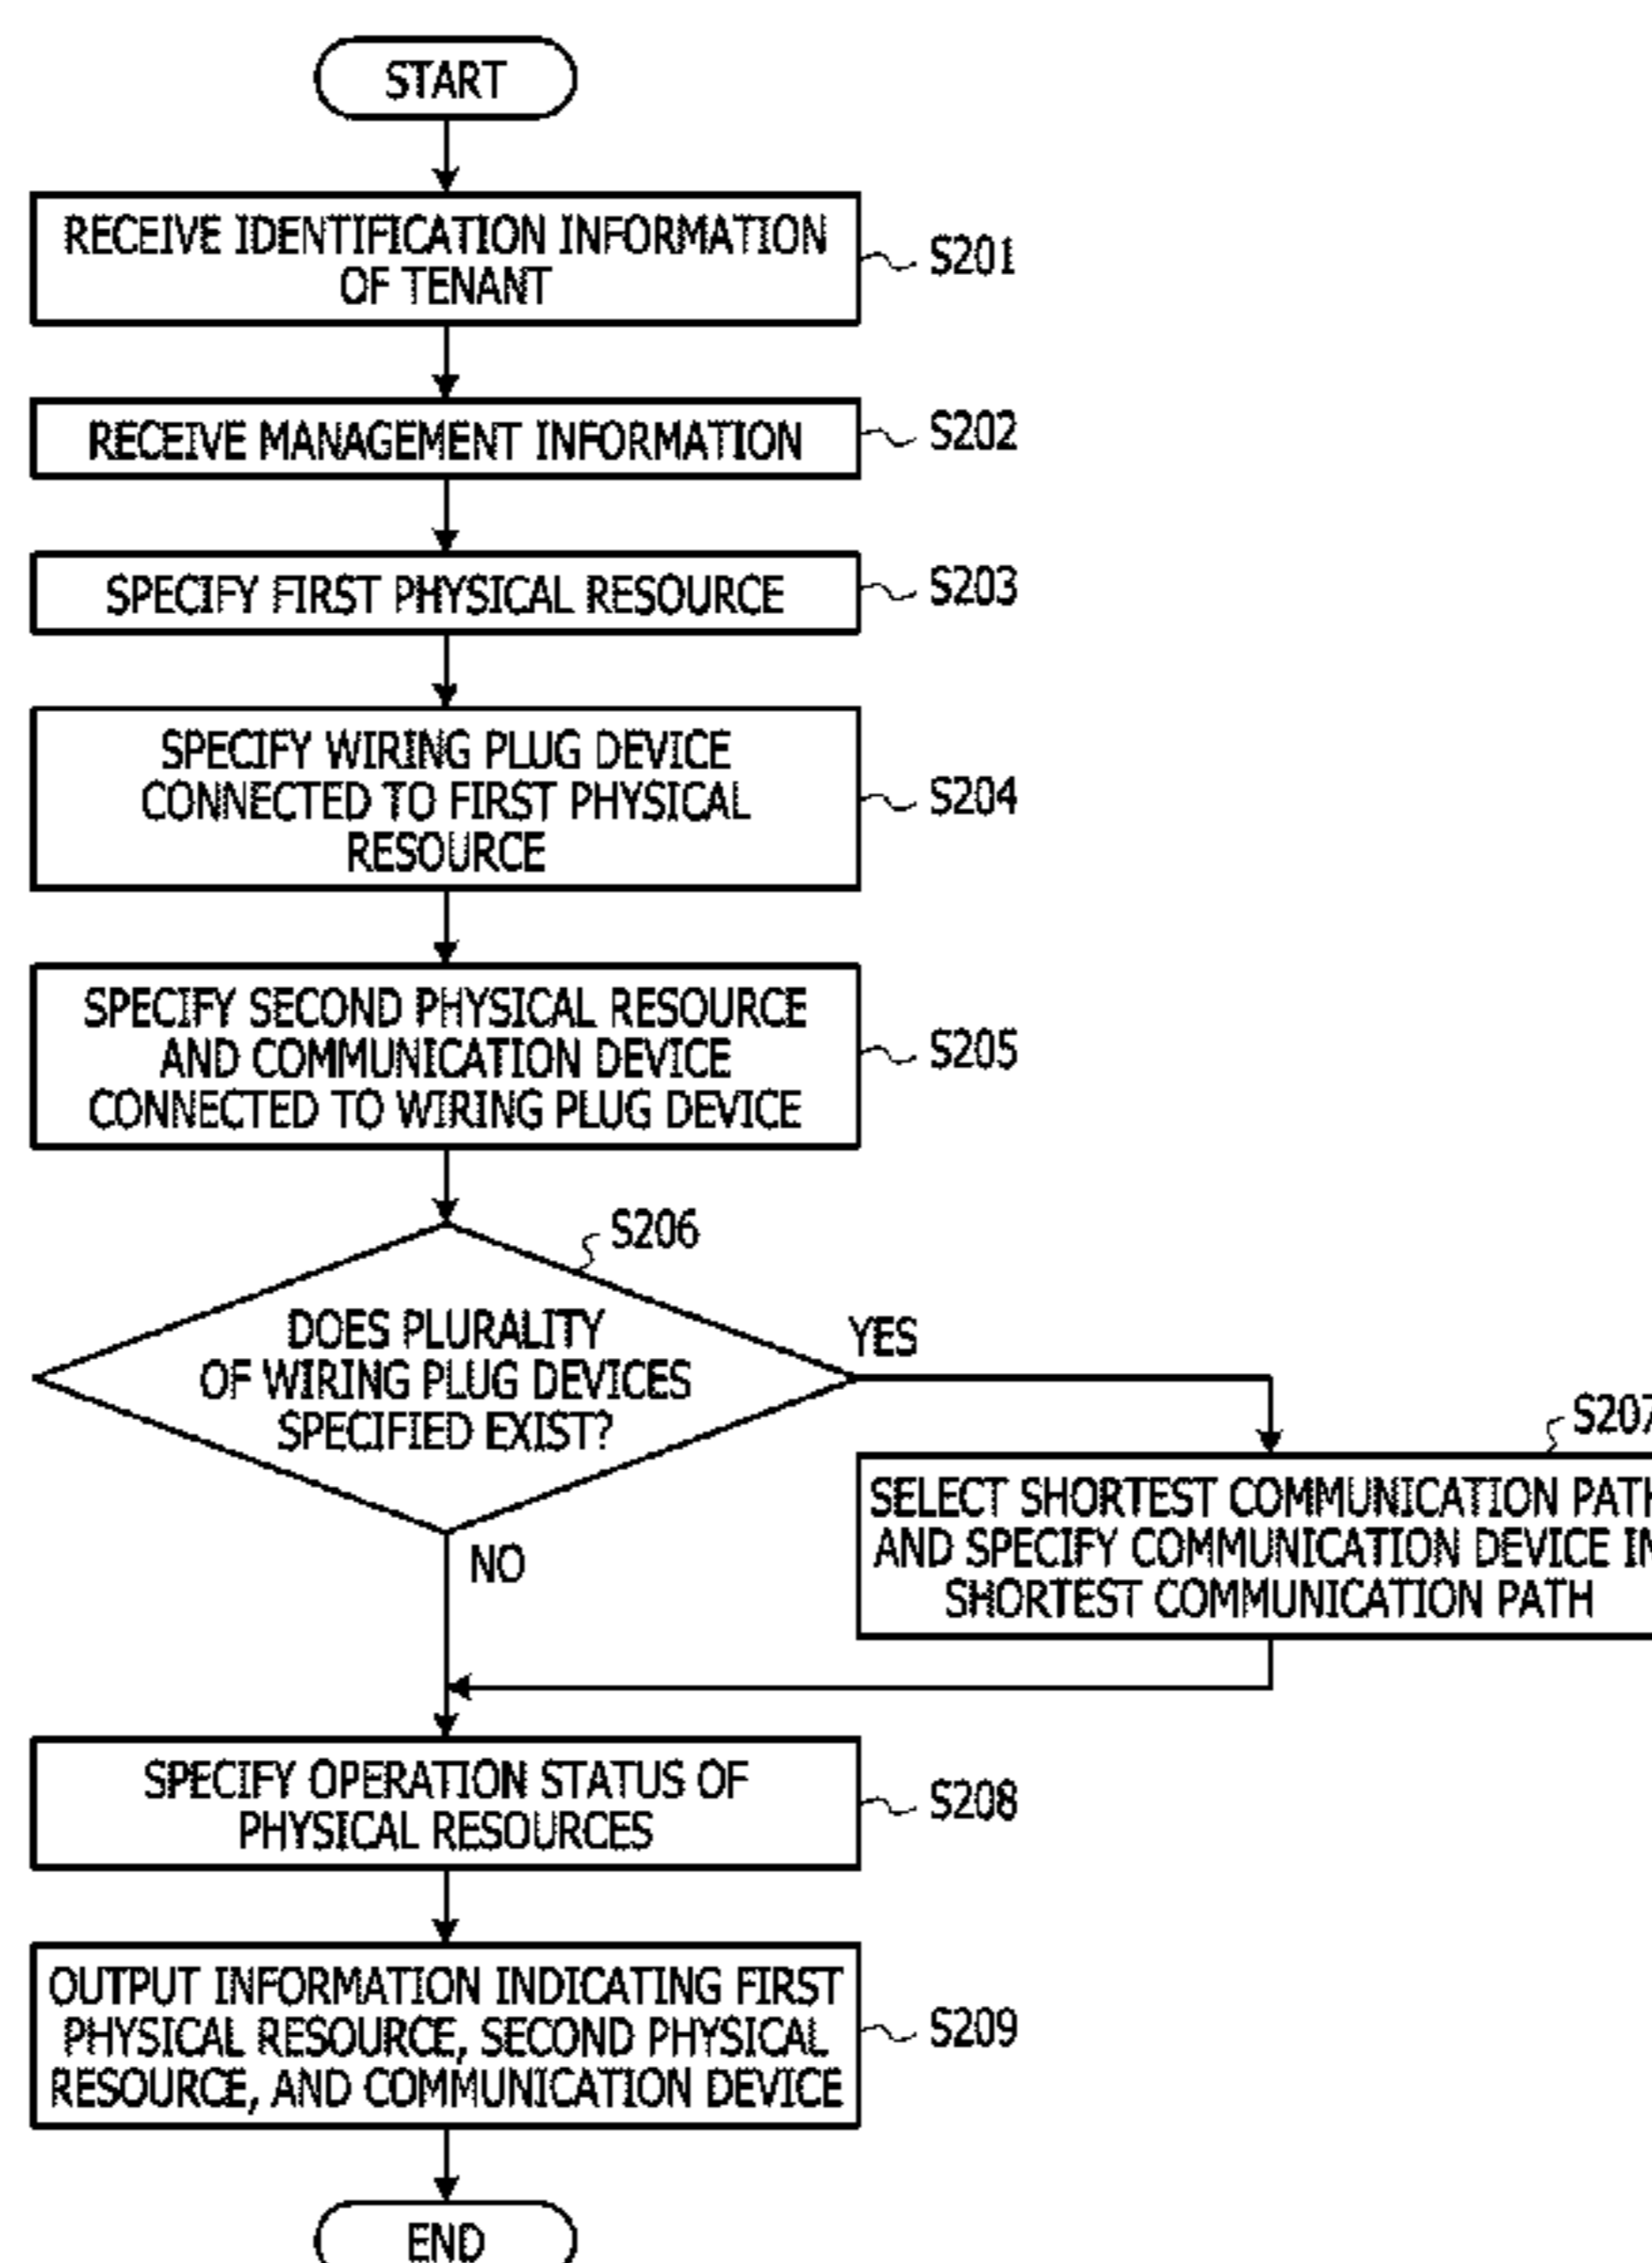 START
RECEIVE IDENTIFICATION INFORMATION
OF TENANT
S201
RECEIVE MANAGEMENT INFORMATION
S202
SPECIFY FIRST PHYSICAL RESOURCE
S203
SPECIFY WIRING PLUG DEVICE
CONNECTED TO FIRST PHYSICAL
RESOURCE
S204
SPECIFY SECOND PHYSICAL RESOURCE
AND COMMUNICATION DEVICE
CONNECTED TO WIRING PLUG DEVICE
S205
S206
DOES PLURALITY
OF WIRING PLUG DEVICES
SPECIFIED EXIST?
YES
NO
S207
SELECT SHORTEST COMMUNICATION PATH
AND SPECIFY COMMUNICATION DEVICE IN
SHORTEST COMMUNICATION PATH
SPECIFY OPERATION STATUS OF
PHYSICAL RESOURCES
S208
OUTPUT INFORMATION INDICATING FIRST
PHYSICAL RESOURCE, SECOND PHYSICAL
RESOURCE, AND COMMUNICATION DEVICE
S209
END